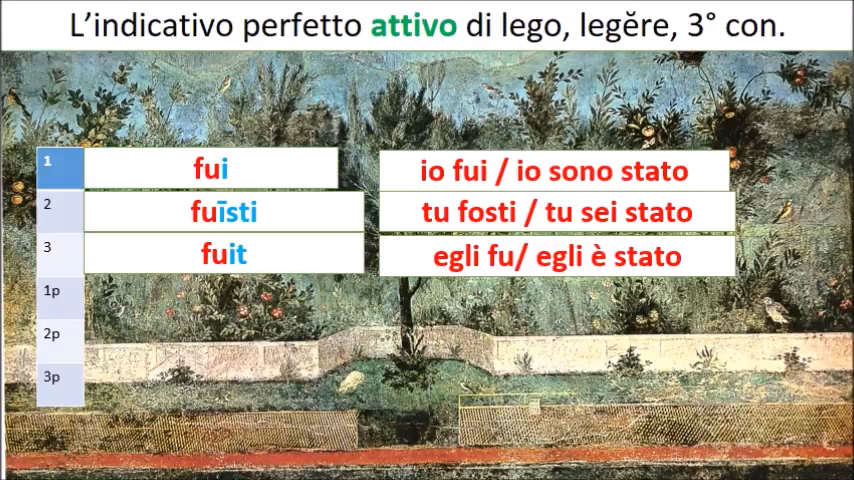 L’indicativo perfetto attivo di lego, legĕre, 3° con.
1 fui io fui / io sono stato
2 fuīsti tu fosti / tu sei stato
3 fuit egli fu/ egli è stato
1p
2p
3p